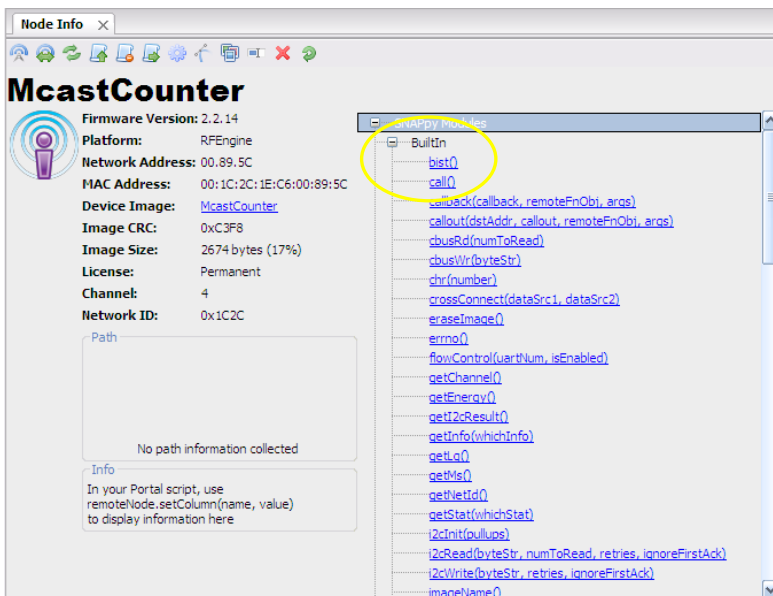 Node Info
McastCounter
Firmware Version: 2.2.14
Platform: RFEngine
Network Address: 00.89.5C
MAC Address: 00:1C:2C:1E:C6:00:89:5C
Device Image: McastCounter
Image CRC: 0xC3F8
Image Size: 2674 bytes (17%)
License: Permanent
Channel: 4
Network ID: 0x1C2C
Path
No path information collected
Info
In your Portal script, use
remoteNode.setColumn(name, value)
to display information here
SNAPpy Modules
BuiltIn
bist()
call()
callback(callback, remoteFnObj, args)
callout(dstAddr, callout, remoteFnObj, args)
cbusRd(numToRead)
cbusWr(byteStr)
chr(number)
crossConnect(dataSrc1, dataSrc2)
eraseImage()
errno()
flowControl(uartNum, isEnabled)
getChannel()
getEnergy()
getI2cResult()
getInfo(whichInfo)
getLq()
getMs()
getNetId()
getStat(whichStat)
i2cInit(pullups)
i2cRead(byteStr, numToRead, retries, ignoreFirstAck)
i2cWrite(byteStr, retries, ignoreFirstAck)
imageName()